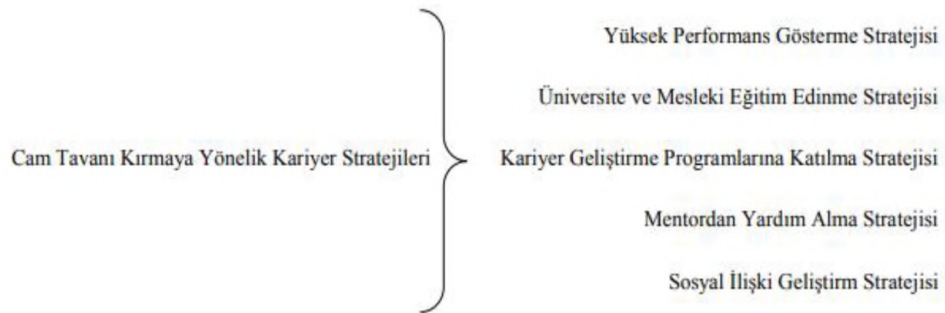 Yüksek Performans Gösterme Stratejisi
Üniversite ve Mesleki Eğitim Edinme Stratejisi
Cam Tavanı Kırmaya Yönelik Kariyer Stratejileri
Kariyer Geliştirme Programlarına Katılma Stratejisi
Mentordan Yardım Alma Stratejisi
Sosyal İlişki Geliştirm Stratejisi